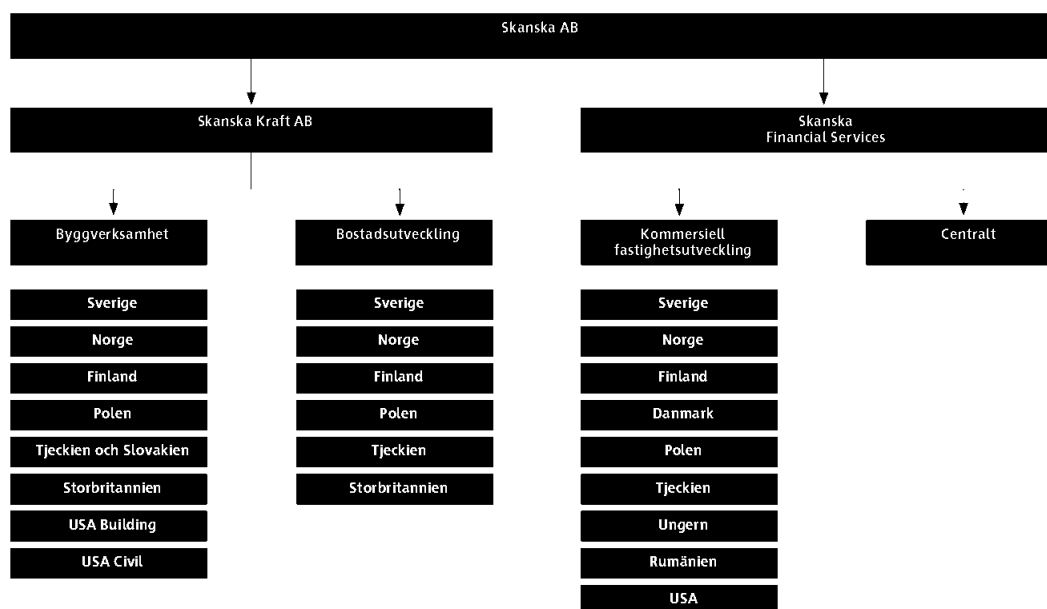 Skanska AB
Skanska Kraft AB
Skanska
Financial Services
Byggverksamhet
Bostadsutveckling
Kommersiell
fastighetsutveckling
Centralt
Sverige
Norge
Finland
Polen
Tjeckien och Slovakien
Storbritannien
USA Building
USA Civil
Sverige
Norge
Finland
Polen
Tjeckien
Storbritannien
Sverige
Norge
Finland
Danmark
Polen
Tjeckien
Ungern
Rumänien
USA